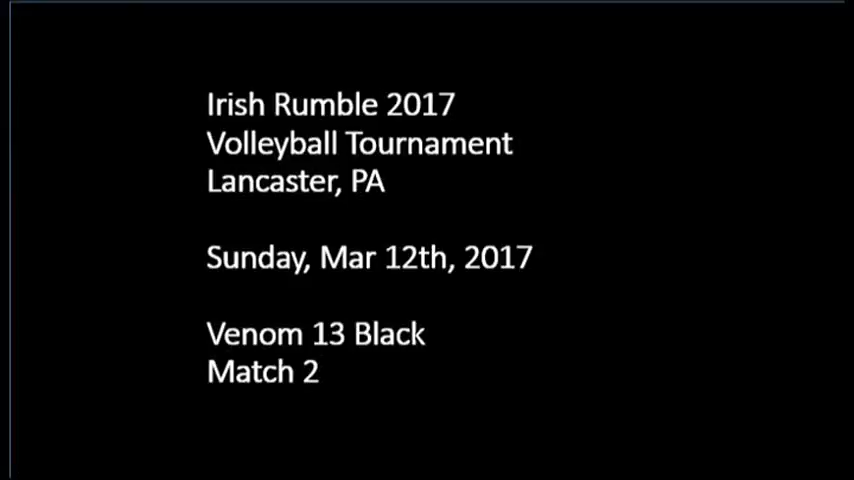 Irish Rumble 2017
Volleyball Tournament
Lancaster, PA
Sunday, Mar 12th, 2017
Venom 13 Black
Match 2